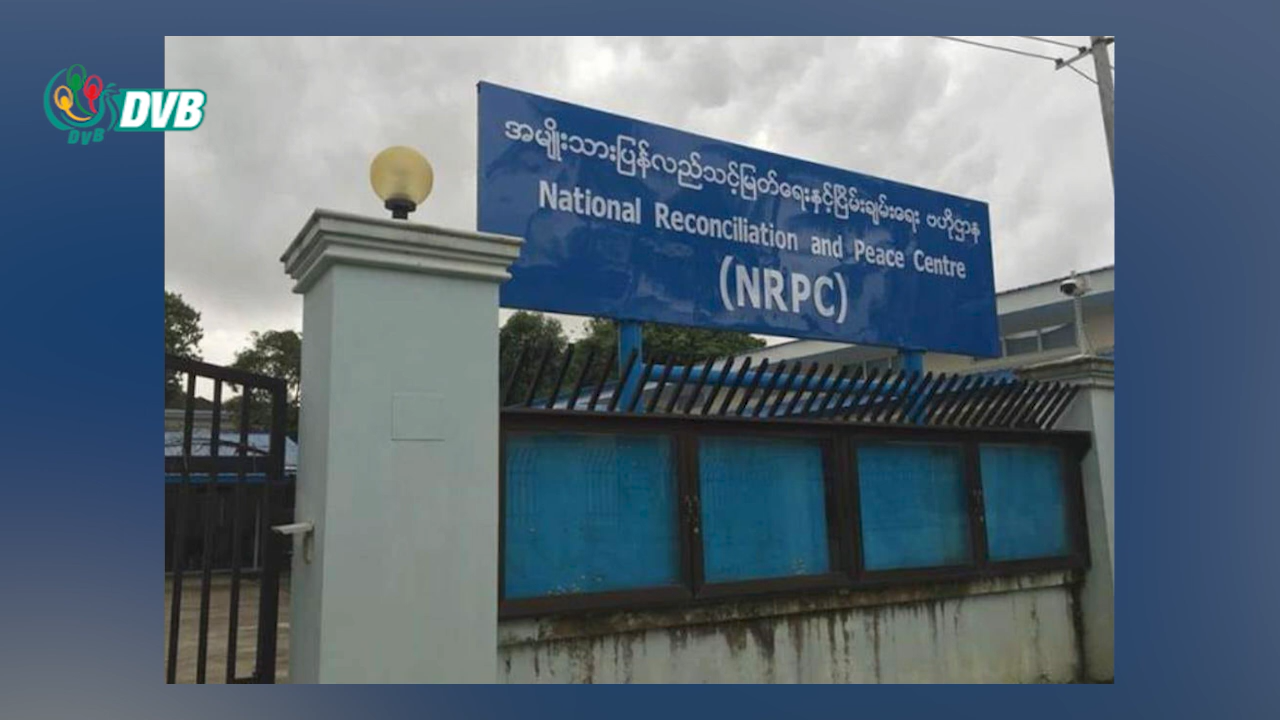 DVB
DVB
အမျိုးသားပြန်လည်သင့်မြတ်ရေးနှင့်ငြိမ်းချမ်းရေး ဗဟိုဌာန
National Reconciliation and Peace Centre
(NRPC)